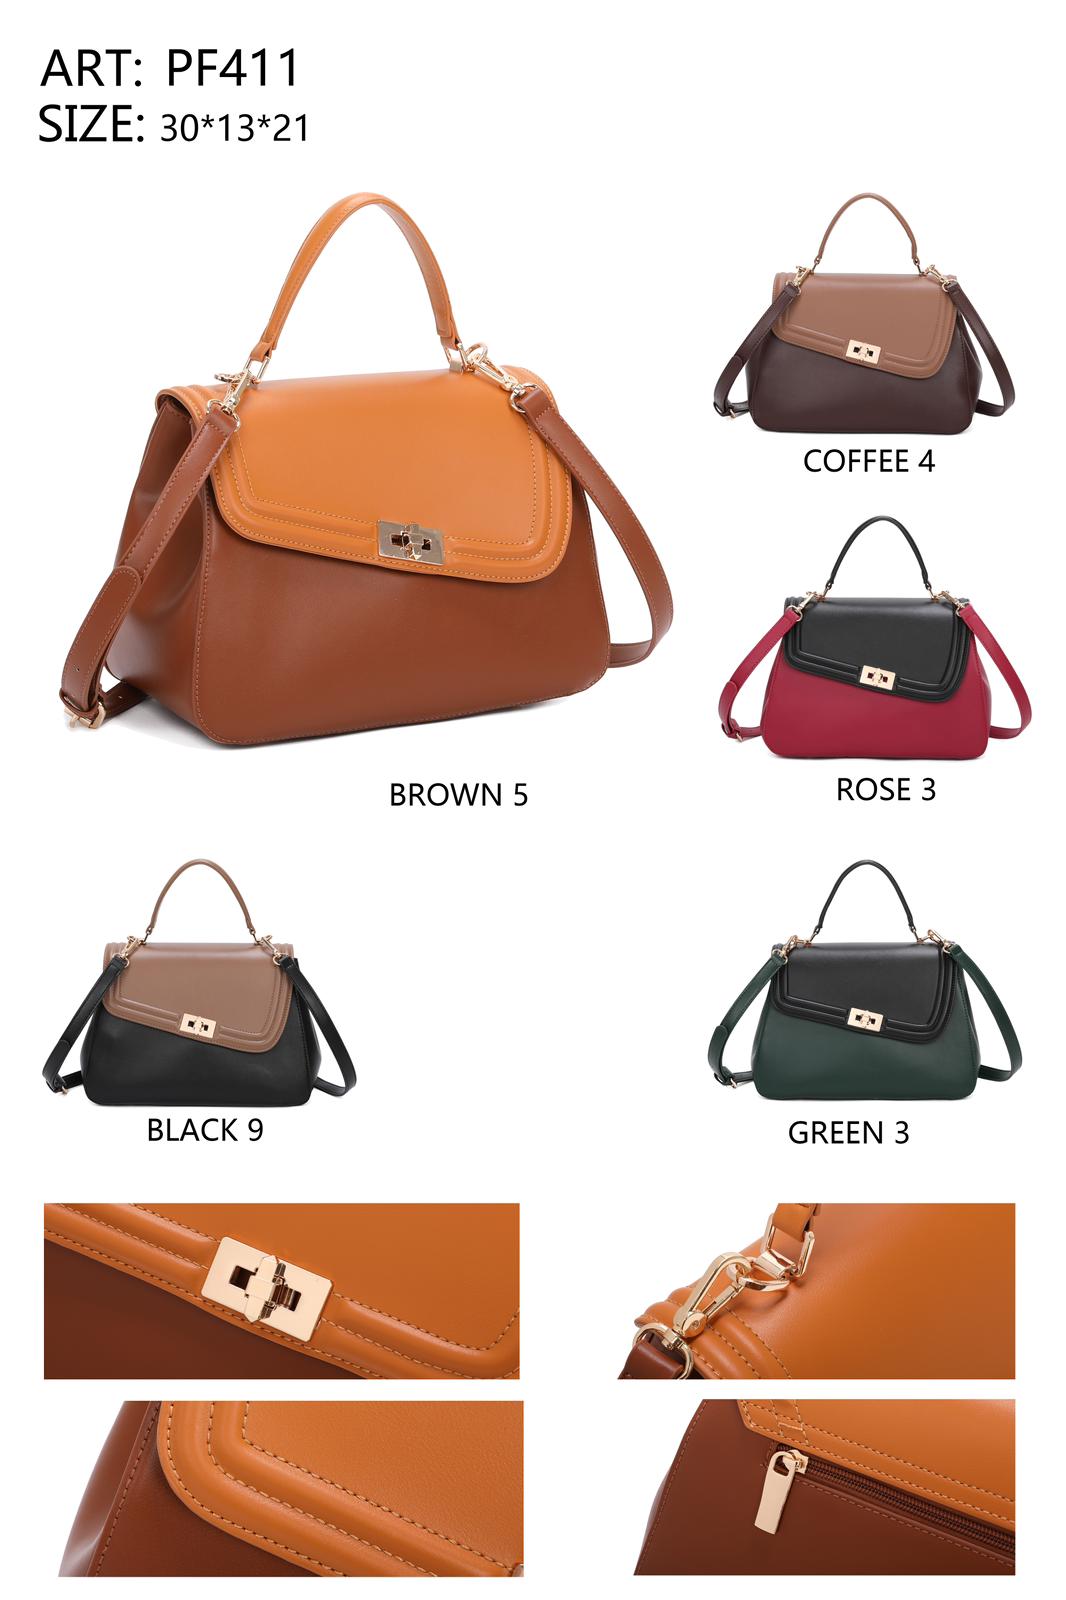 ART: PF411
SIZE: 30*13*21
COFFEE 4
ROSE 3
BROWN 5
BLACK 9
GREEN 3